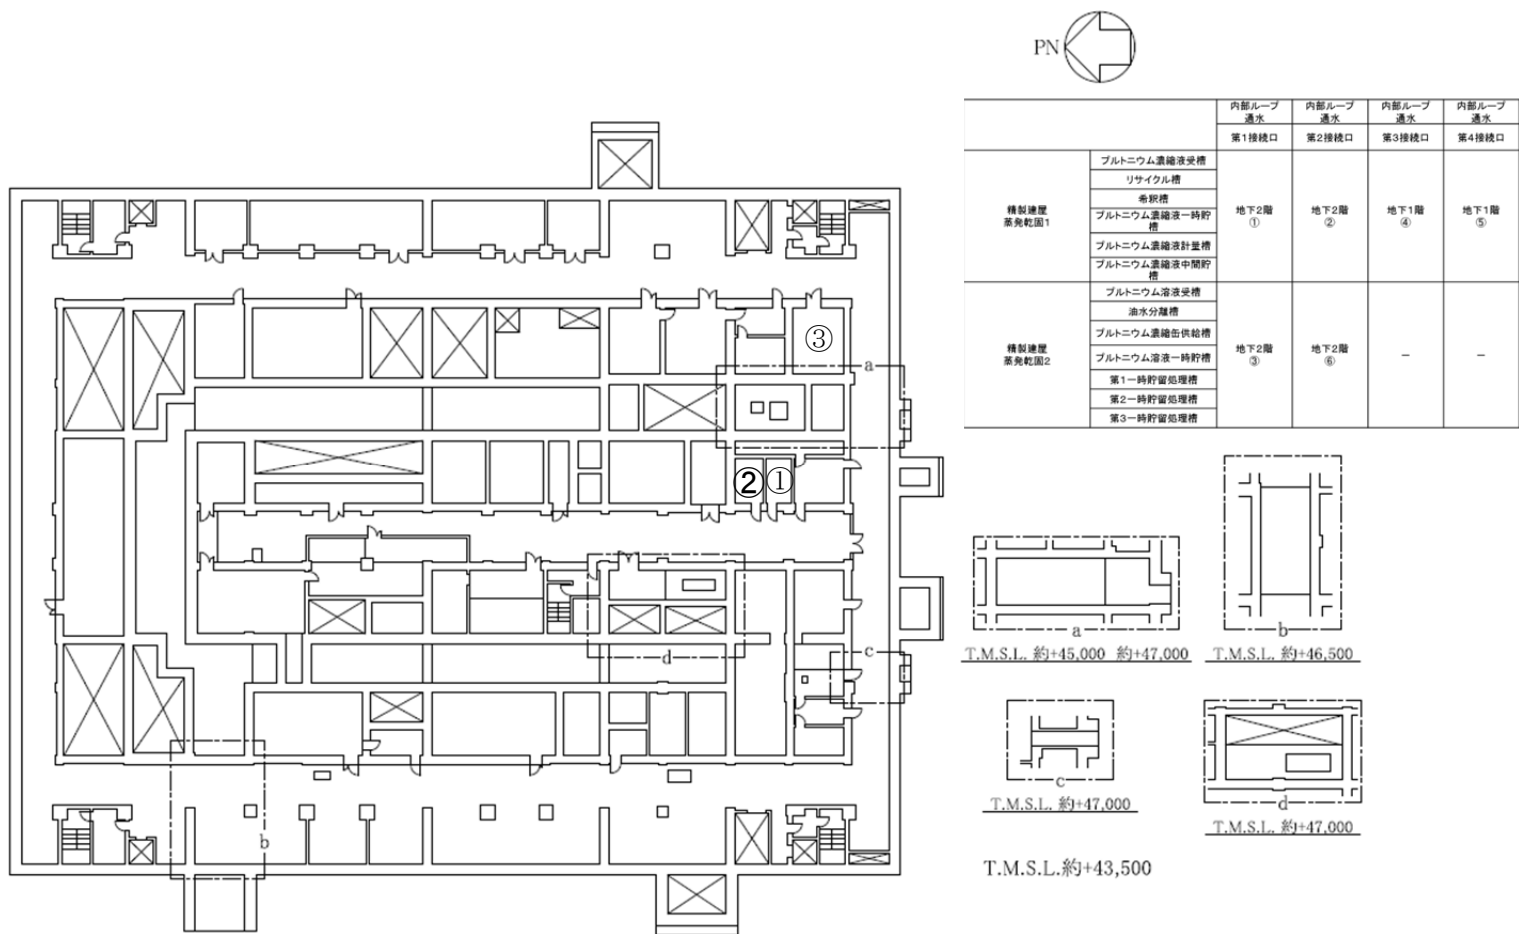 PN
内部ループ
通水
内部ループ
通水
内部ループ
通水
内部ループ
通水
第1接続口
第2接続口
第3接続口
第4接続口
精製建屋
蒸発乾固1
プルトニウム濃縮液受槽
リサイクル槽
希釈槽
プルトニウム濃縮液一時貯
槽
プルトニウム濃縮液計量槽
プルトニウム濃縮液中間貯
槽
地下2階
①
地下2階
②
地下1階
④
地下1階
⑤
精製建屋
蒸発乾固2
プルトニウム溶液受槽
油水分離槽
プルトニウム濃縮缶供給槽
プルトニウム溶液一時貯槽
第1一時貯留処理槽
第2一時貯留処理槽
第3一時貯留処理槽
地下2階
③
地下2階
⑥
－
－
③
a
②
①
d
c
b
a
T.M.S.L. 約+45,000 約+47,000
b
T.M.S.L. 約+46,500
c
T.M.S.L. 約+47,000
d
T.M.S.L. 約+47,000
T.M.S.L.約+43,500